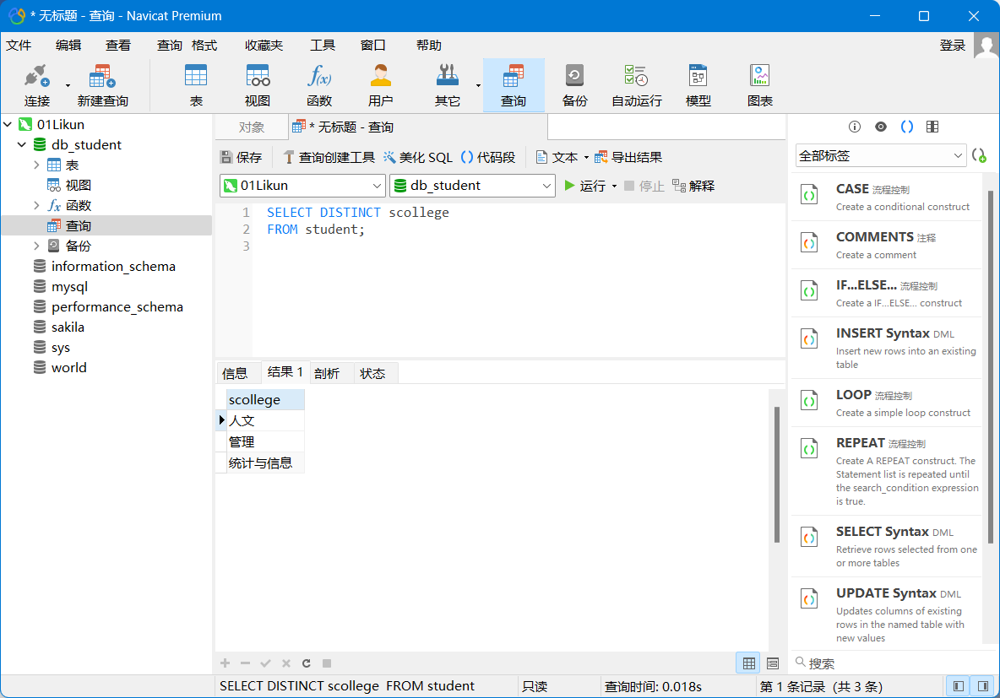 * 无标题 - 查询 - Navicat Premium
文件 编辑 查看 查询 格式 收藏夹 工具 窗口 帮助 登录
连接 新建查询 表 视图 函数 用户 其它 查询 备份 自动运行 模型 图表
01Likun
db_student
表
视图
函数
查询
备份
information_schema
mysql
performance_schema
sakila
sys
world
对象 * 无标题 - 查询
保存 查询创建工具 美化 SQL 代码段 文本 导出结果
01Likun db_student 运行 停止 解释
1 SELECT DISTINCT scollege
2 FROM student;
3
信息 结果 1 剖析 状态
scollege
人文
管理
统计与信息
全部标签
CASE 流程控制
Create a conditional construct
COMMENTS 注释
Create a comment
IF...ELSE... 流程控制
Create a IF...ELSE... construct
INSERT Syntax DML
Insert new rows into an existing
table
LOOP 流程控制
Create a simple loop construct
REPEAT 流程控制
Create A REPEAT construct. The
Statement list is repeated until
the search_condition expression
is true.
SELECT Syntax DML
Retrieve rows selected from one
or more tables
UPDATE Syntax DML
Updates columns of existing
rows in the named table with
new values
搜索
SELECT DISTINCT scollege  FROM student 只读 查询时间: 0.018s 第 1 条记录 (共 3 条)